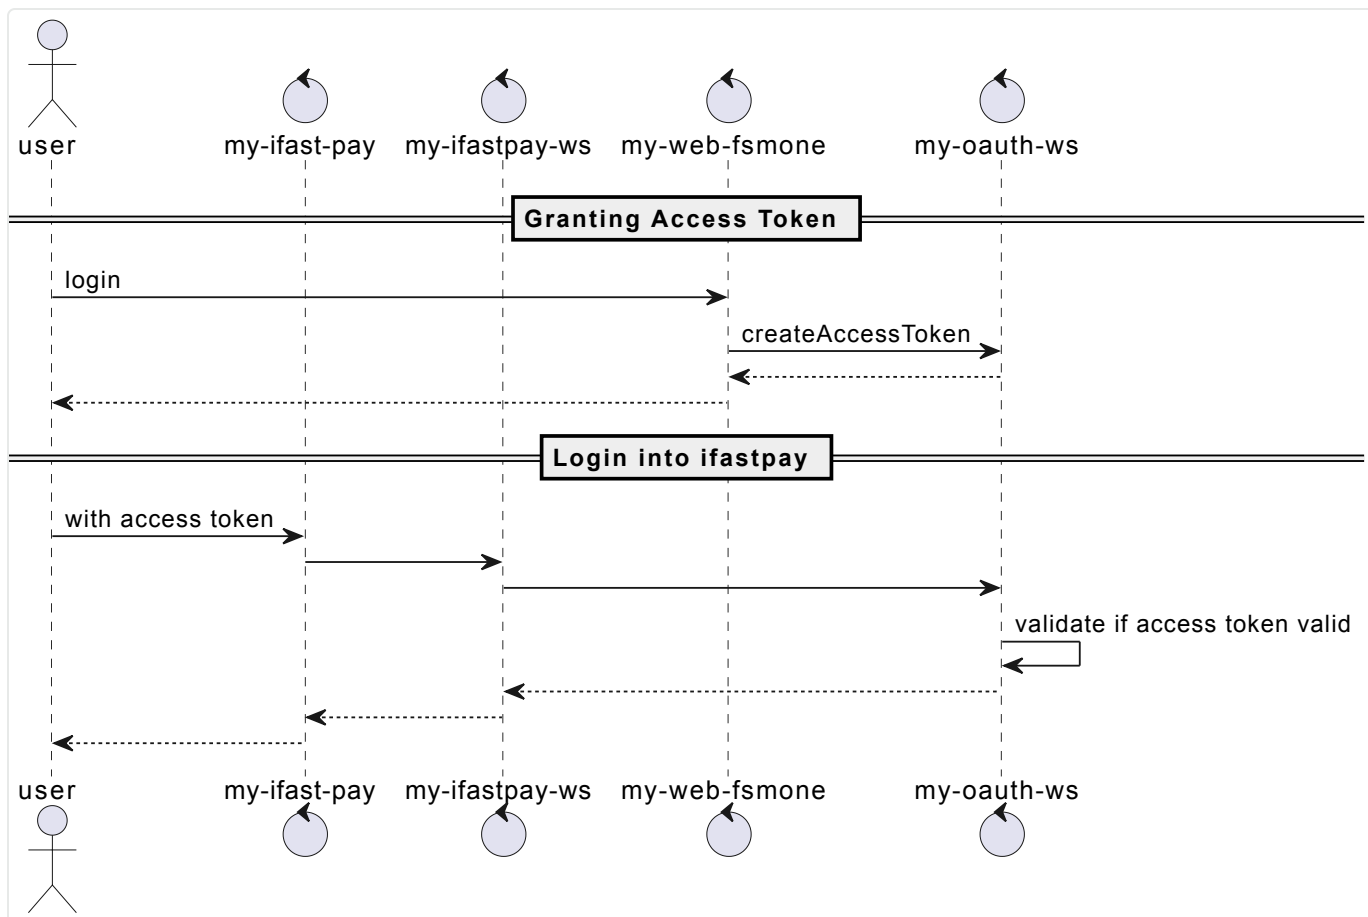 user my-ifast-pay my-ifastpay-ws my-web-fsmone my-oauth-ws
Granting Access Token
login
createAccessToken
Login into ifastpay
with access token
validate if access token valid
user my-ifast-pay my-ifastpay-ws my-web-fsmone my-oauth-ws